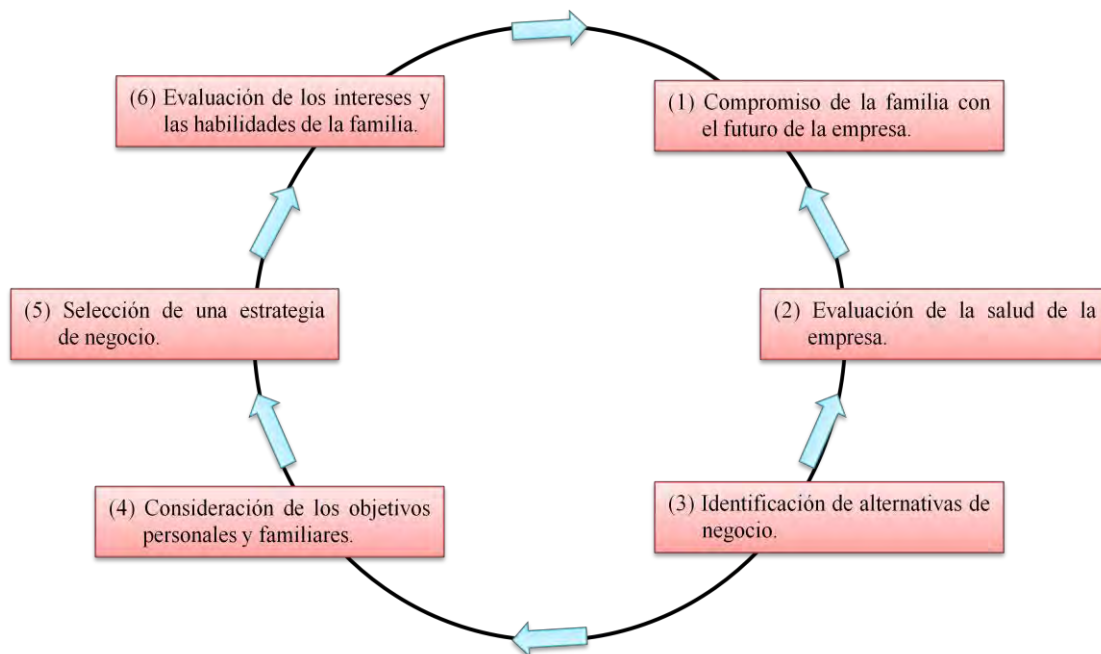 (1) Compromiso de la familia con
el futuro de la empresa.
(2) Evaluación de la salud de la
empresa.
(3) Identificación de alternativas de
negocio.
(4) Consideración de los objetivos
personales y familiares.
(5) Selección de una estrategia
de negocio.
(6) Evaluación de los intereses y
las habilidades de la familia.